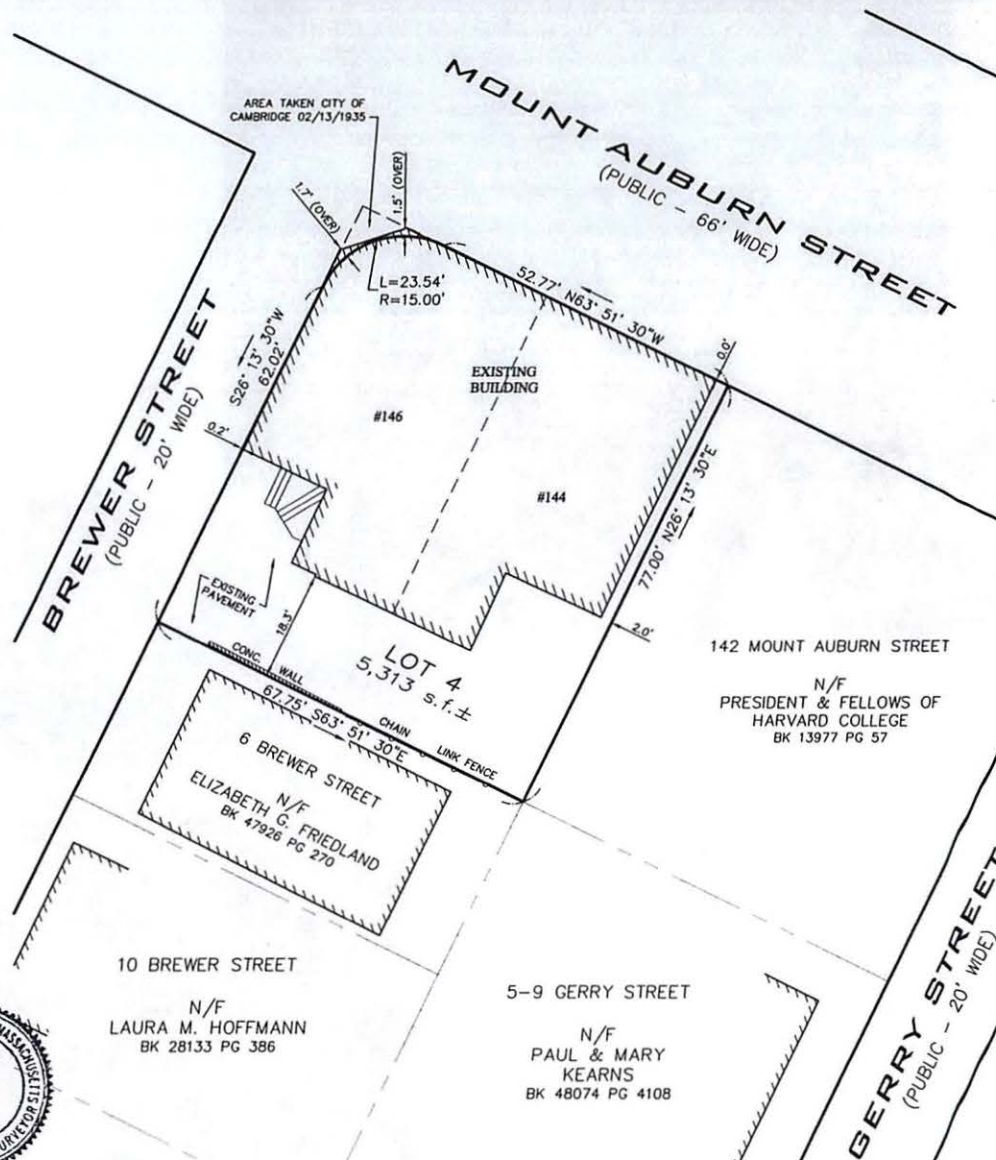 MOUNT AUBURN STREET
(PUBLIC - 66' WIDE)
AREA TAKEN CITY OF
CAMBRIDGE 02/13/1935
1.7' (OVER)
1.5' (OVER)
L=23.54'
R=15.00'
52.77' N63° 51' 30"W
0.0'
S26° 13' 30"W
62.02'
EXISTING
BUILDING
#146
#144
0.2'
BREWER STREET
(PUBLIC - 20' WIDE)
77.00' N26° 13' 30"E
2.0'
EXISTING
PAVEMENT
18.3'
LOT 4
5,313 s.f.±
CONC. WALL
CHAIN LINK FENCE
67.75' S63° 51' 30"E
142 MOUNT AUBURN STREET
N/F
PRESIDENT & FELLOWS OF
HARVARD COLLEGE
BK 13977 PG 57
6 BREWER STREET
N/F
ELIZABETH G. FRIEDLAND
BK 47926 PG 270
10 BREWER STREET
N/F
LAURA M. HOFFMANN
BK 28133 PG 386
5-9 GERRY STREET
N/F
PAUL & MARY
KEARNS
BK 48074 PG 4108
GERRY STREET
(PUBLIC - 20' WIDE)
MASSACHUSETTS